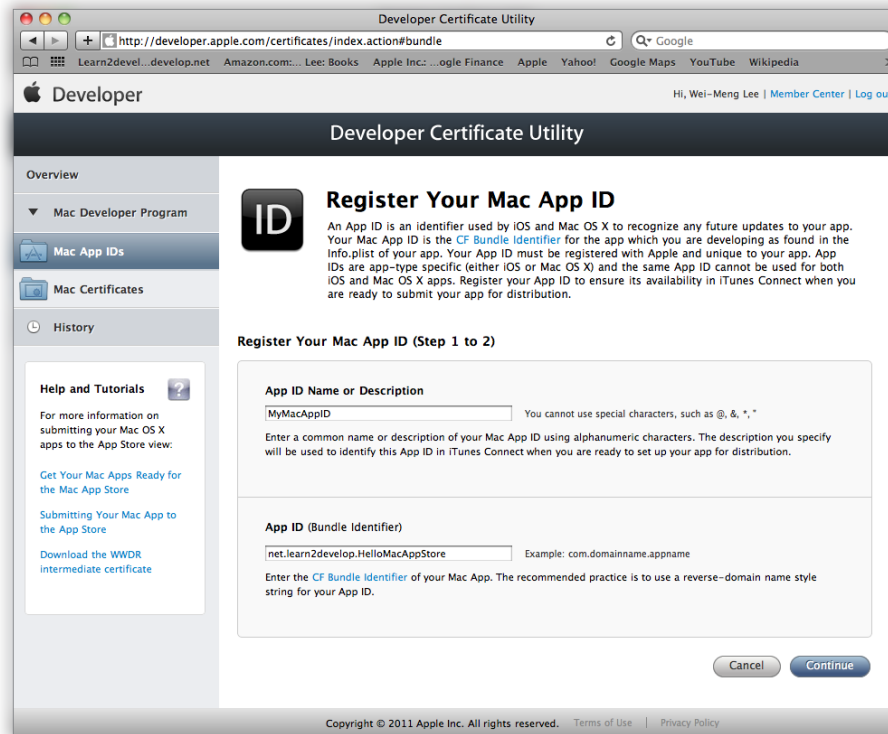 Developer Certificate Utility
http://developer.apple.com/certificates/index.action#bundle
Google
Learn2devel...develop.net Amazon.com:... Lee: Books Apple Inc.: ...ogle Finance Apple Yahoo! Google Maps YouTube Wikipedia
Developer
Hi, Wei-Meng Lee | Member Center | Log ou
Developer Certificate Utility
Overview
Mac Developer Program
Mac App IDs
Mac Certificates
History
Help and Tutorials ?
For more information on
submitting your Mac OS X
apps to the App Store view:
Get Your Mac Apps Ready for
the Mac App Store
Submitting Your Mac App to
the App Store
Download the WWDR
intermediate certificate
ID
Register Your Mac App ID
An App ID is an identifier used by iOS and Mac OS X to recognize any future updates to your app.
Your Mac App ID is the CF Bundle Identifier for the app which you are developing as found in the
Info.plist of your app. Your App ID must be registered with Apple and unique to your app. App
IDs are app-type specific (either iOS or Mac OS X) and the same App ID cannot be used for both
iOS and Mac OS X apps. Register your App ID to ensure its availability in iTunes Connect when you
are ready to submit your app for distribution.
Register Your Mac App ID (Step 1 to 2)
App ID Name or Description
MyMacAppID
You cannot use special characters, such as @, &, *, "
Enter a common name or description of your Mac App ID using alphanumeric characters. The description you specify
will be used to identify this App ID in iTunes Connect when you are ready to set up your app for distribution.
App ID (Bundle Identifier)
net.learn2develop.HelloMacAppStore
Example: com.domainname.appname
Enter the CF Bundle Identifier of your Mac App. The recommended practice is to use a reverse-domain name style
string for your App ID.
Cancel
Continue
Copyright © 2011 Apple Inc. All rights reserved. Terms of Use | Privacy Policy